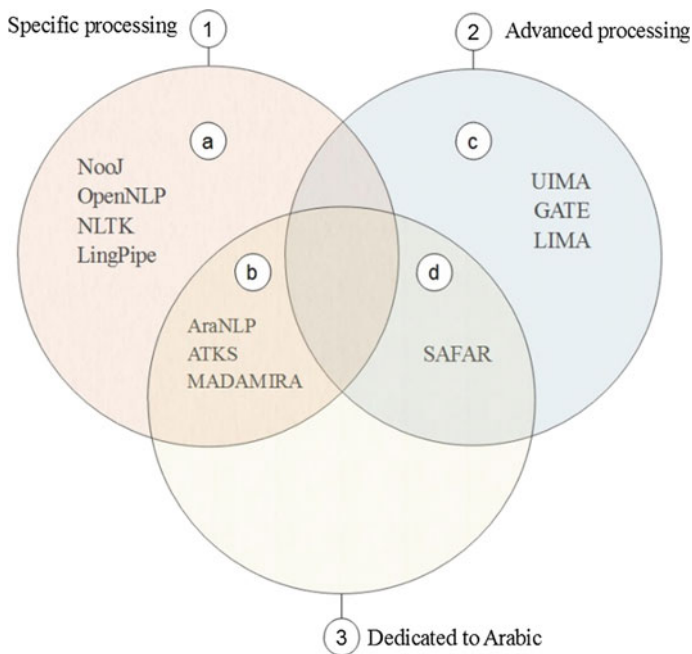 Specific processing 1
2 Advanced processing
a
NooJ
OpenNLP
NLTK
LingPipe
c
UIMA
GATE
LIMA
b
AraNLP
ATKS
MADAMIRA
d
SAFAR
3 Dedicated to Arabic